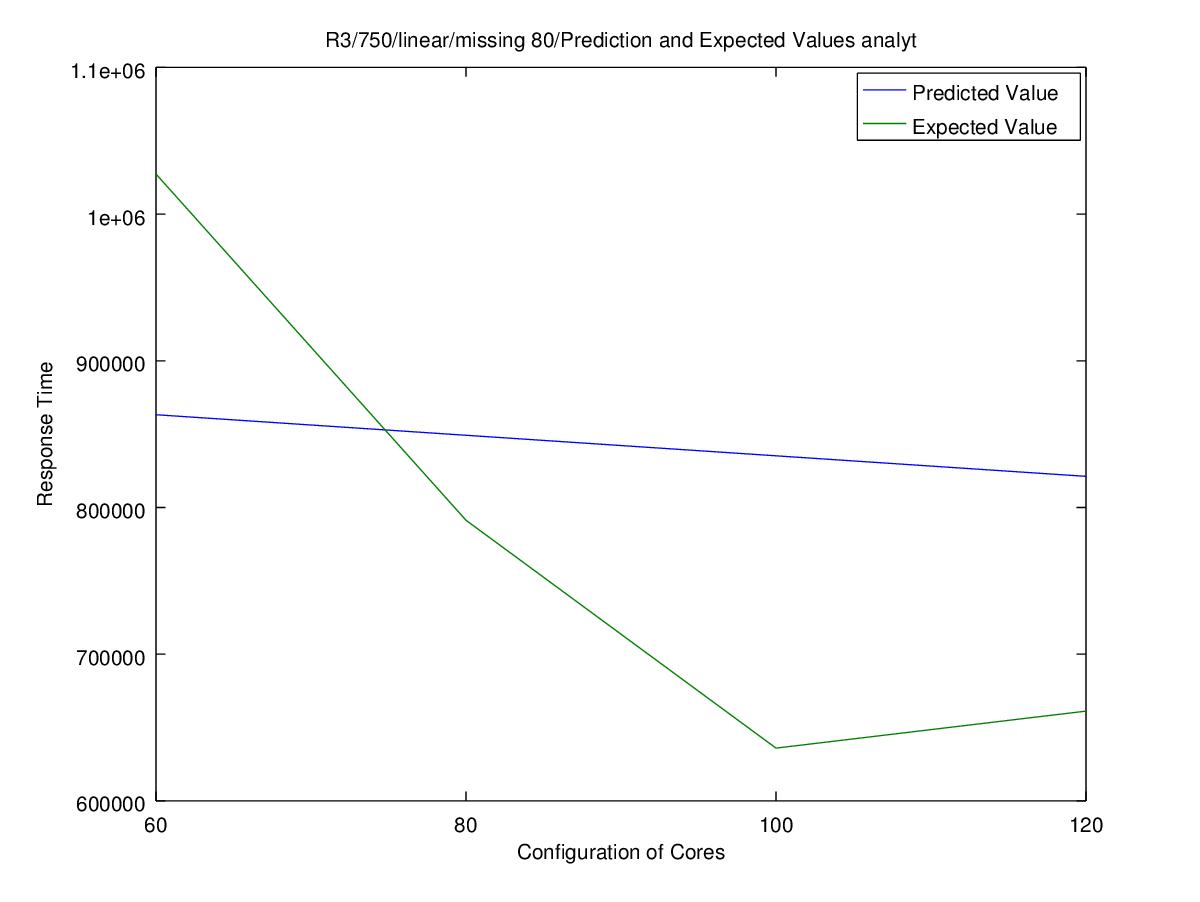 R3/750/linear/missing 80/Prediction and Expected Values analyt
1.1e+06
Predicted Value
Expected Value
1e+06
900000
800000
700000
600000
Response Time
60
80
100
120
Configuration of Cores